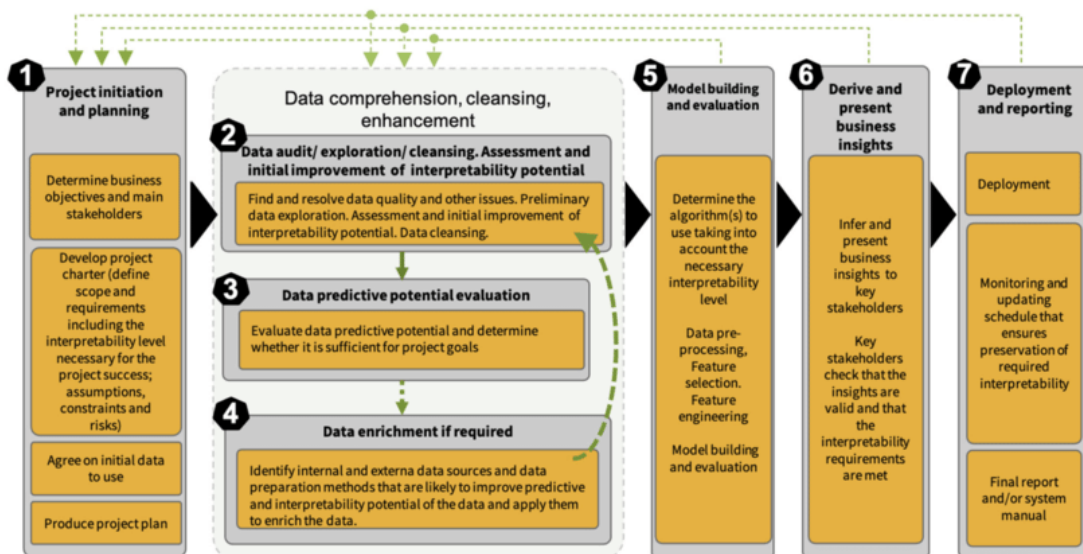 1
Project initiation
and planning
Determine business
objectives and main
stakeholders
Develop project
charter (define
scope and
requirements
including the
interpretability level
necessary for the
project success;
assumptions,
constraints and
risks)
Agree on initial data
to use
Produce project plan
Data comprehension, cleansing,
enhancement
2
Data audit/ exploration/ cleansing. Assessment and
initial improvement of interpretability potential
Find and resolve data quality and other issues. Preliminary
data exploration. Assessment and initial improvement of
interpretability potential. Data cleansing.
3
Data predictive potential evaluation
Evaluate data predictive potential and determine
whether it is sufficient for project goals
4
Data enrichment if required
Identify internal and externa data sources and data
preparation methods that are likely to improve predictive
and interpretability potential of the data and apply them
to enrich the data.
5
Model building
and evaluation
Determine the
algorithm(s) to
use taking into
account the
necessary
interpretability
level
Data pre-
processing,
Feature
selection.
Feature
engineering
Model building
and evaluation
6
Derive and
present
business
insights
Infer and
present
business
insights to
key
stakeholders
Key
stakeholders
check that the
insights are
valid and that
the
interpretability
requirements
are met
7
Deployment
and reporting
Deployment
Monitoring and
updating
schedule that
ensures
preservation of
required
interpretability
Final report
and/or system
manual